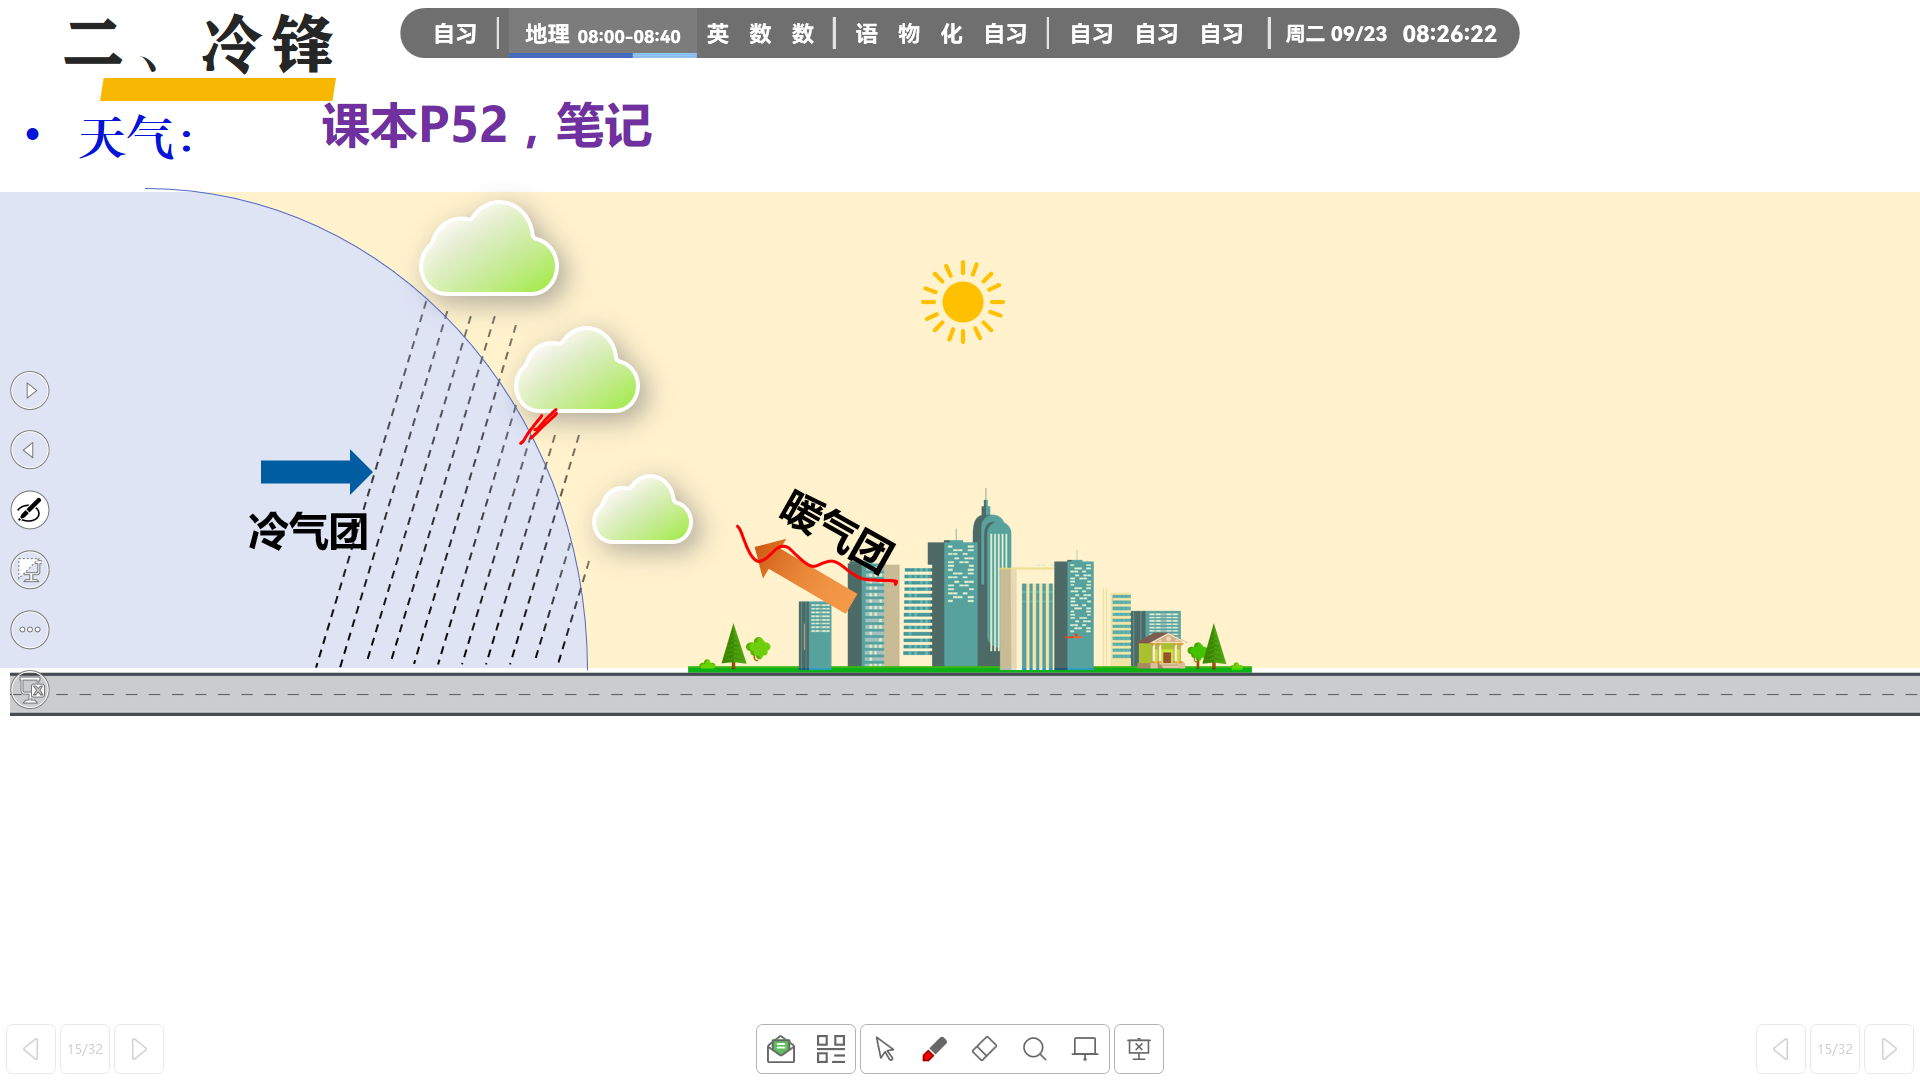 二、冷锋
自习 地理 08:00-08:40 英 数 数 语 物 化 自习 自习 自习 自习 周二 09/23 08:26:22
• 天气：
课本P52，笔记
冷气团
暖气团
15/32
15/32